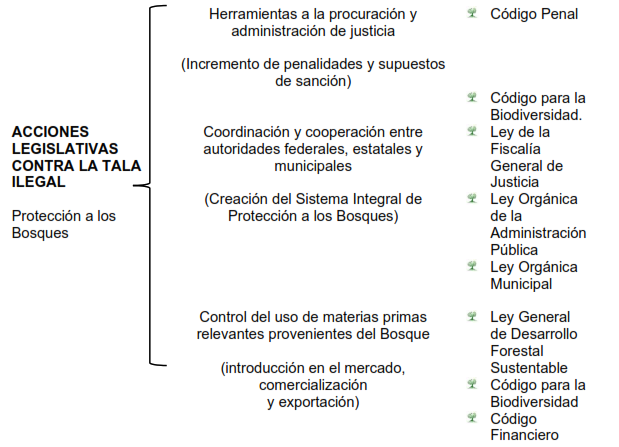 ACCIONES
LEGISLATIVAS
CONTRA LA TALA
ILEGAL
Protección a los
Bosques
Herramientas a la procuración y
administración de justicia
(Incremento de penalidades y supuestos
de sanción)
Código Penal
Coordinación y cooperación entre
autoridades federales, estatales y
municipales
(Creación del Sistema Integral de
Protección a los Bosques)
Código para la
Biodiversidad.
Ley de la
Fiscalía
General de
Justicia
Ley Orgánica
de la
Administración
Pública
Ley Orgánica
Municipal
Control del uso de materias primas
relevantes provenientes del Bosque
(introducción en el mercado,
comercialización
y exportación)
Ley General
de Desarrollo
Forestal
Sustentable
Código para la
Biodiversidad
Código
Financiero